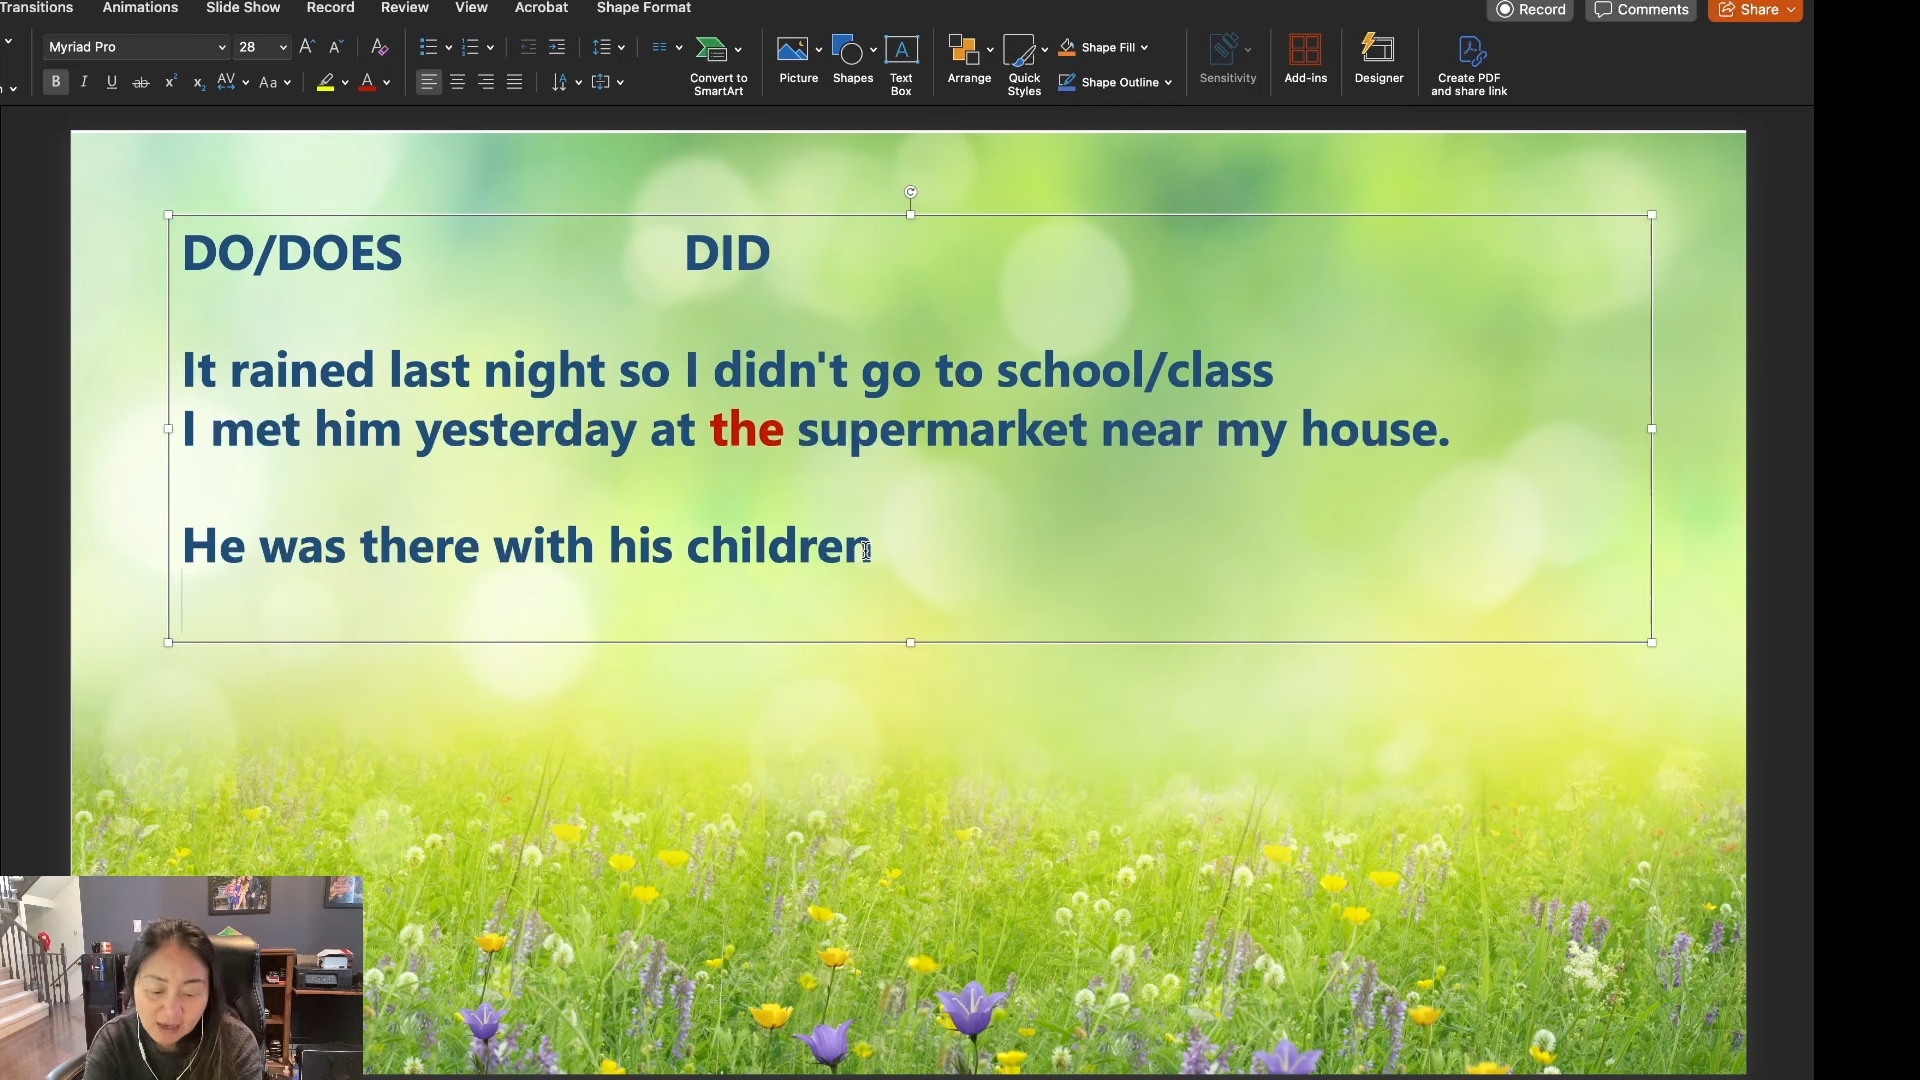 Transitions Animations Slide Show Record Review View Acrobat Shape Format Record Comments Share
Myriad Pro 28 Convert to SmartArt Picture Shapes Text Box Arrange Quick Styles Shape Fill Shape Outline Sensitivity Add-ins Designer Create PDF and share link
DO/DOES DID
It rained last night so I didn't go to school/class
I met him yesterday at the supermarket near my house.
He was there with his children